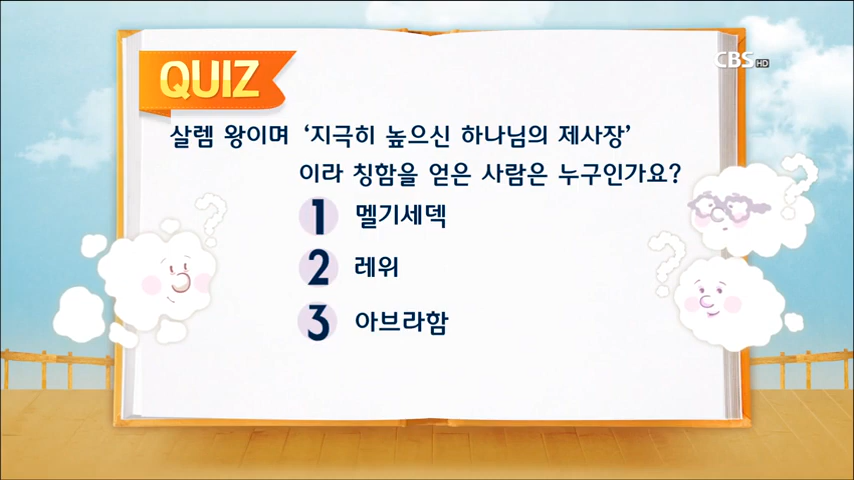 CBS HD
QUIZ
살렘 왕이며 ‘지극히 높으신 하나님의 제사장’
이라 칭함을 얻은 사람은 누구인가요?
1 멜기세덱
2 레위
3 아브라함